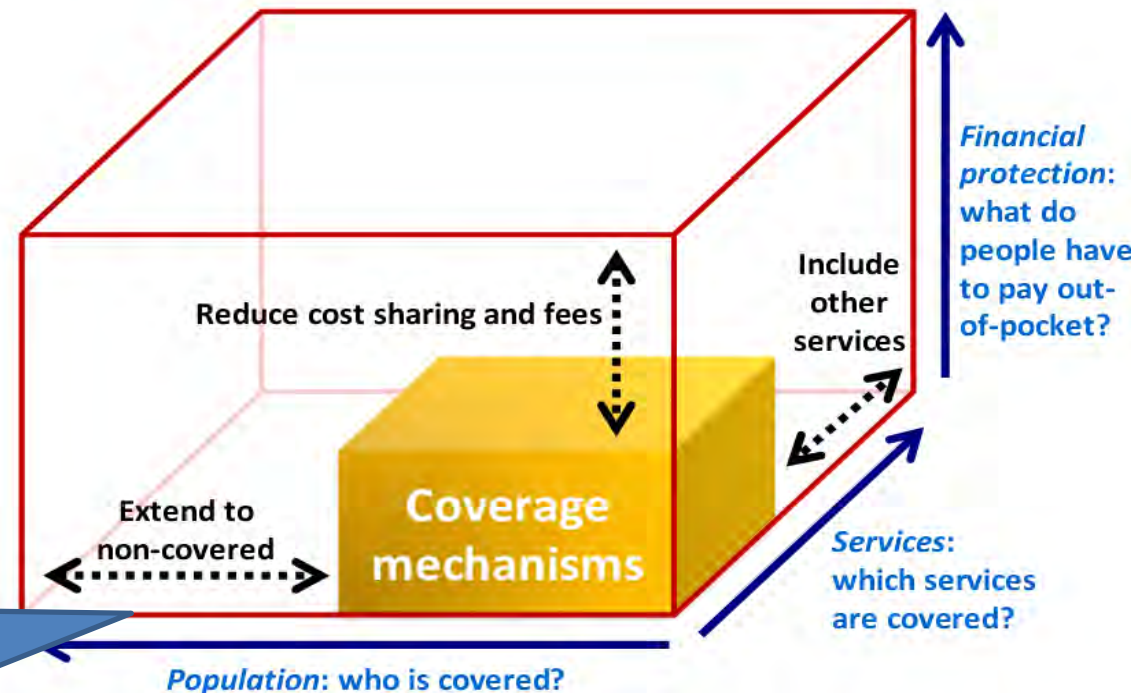 Financial
protection:
what do
people have
to pay out-
of-pocket?
Include
other
services
Reduce cost sharing and fees
Extend to
non-covered
Coverage
mechanisms
Services:
which services
are covered?
Population: who is covered?